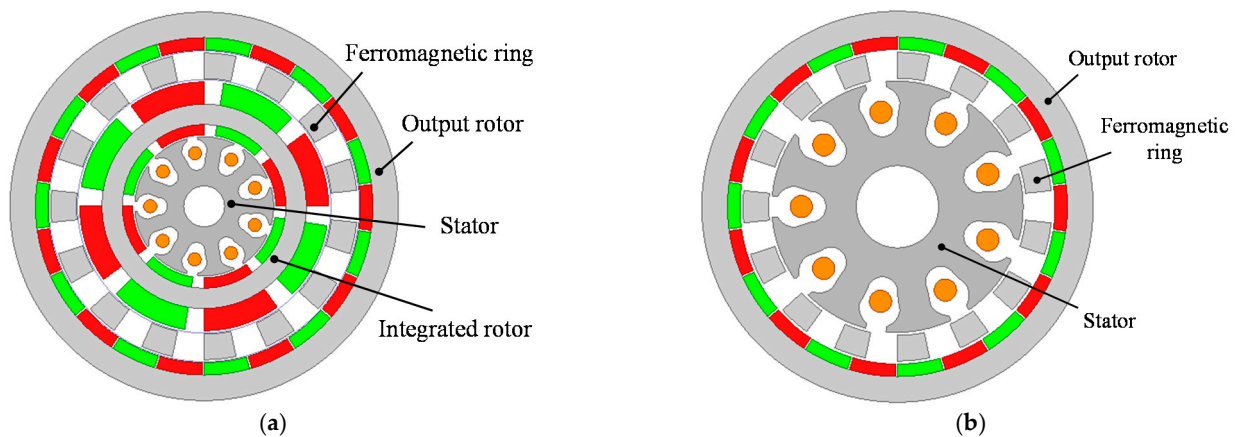 Ferromagnetic ring
Output rotor
Stator
Integrated rotor
(a)
Output rotor
Ferromagnetic
ring
Stator
(b)